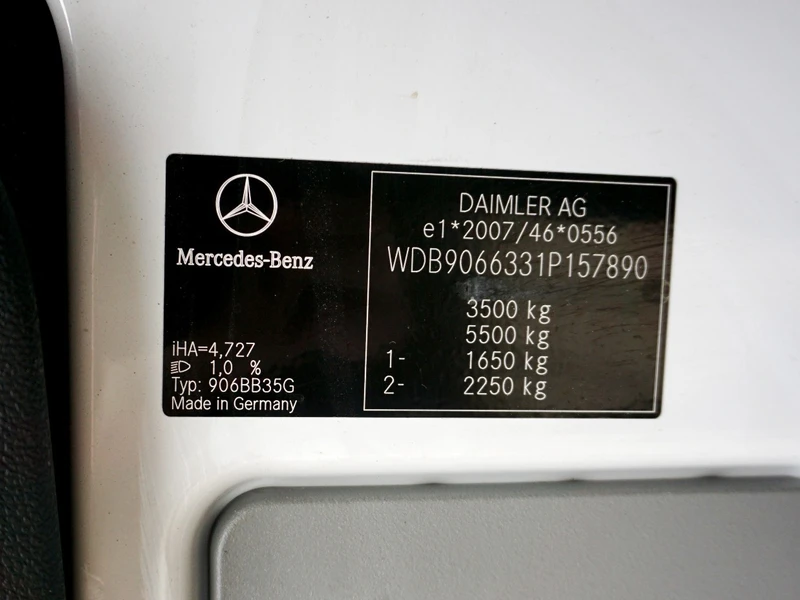 Mercedes-Benz
iHA=4,727
1,0 %
Typ: 906BB35G
Made in Germany
DAIMLER AG
e1*2007/46*0556
WDB9066331P157890
3500 kg
5500 kg
1- 1650 kg
2- 2250 kg